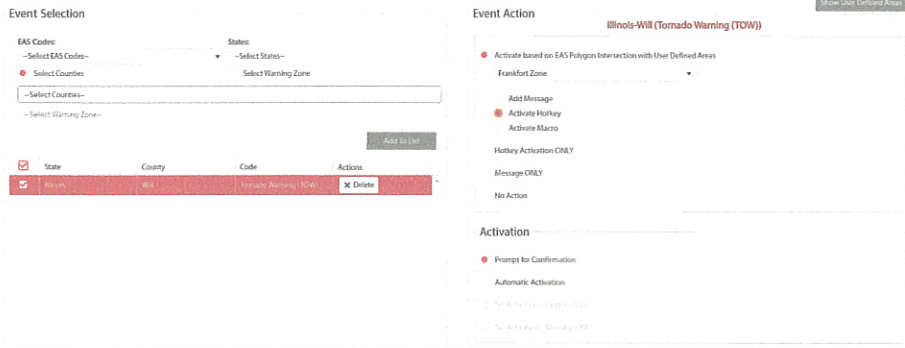 Show User Defined Areas
Event Selection
EAS Codes:
States:
--Select EAS Codes--
--Select States--
Select Counties
Select Warning Zone
--Select Counties--
--Select Warning Zone--
Add To List
State
County
Code
Actions
Illinois
Will
Tornado Warning (TOW)
Delete
Event Action
Illinois-Will (Tornado Warning (TOW))
Activate based on EAS Polygon Intersection with User Defined Areas
Frankfort Zone
Add Message
Activate Hotkey
Activate Macro
Hotkey Activation ONLY
Message ONLY
No Action
Activation
Prompt for Confirmation
Automatic Activation